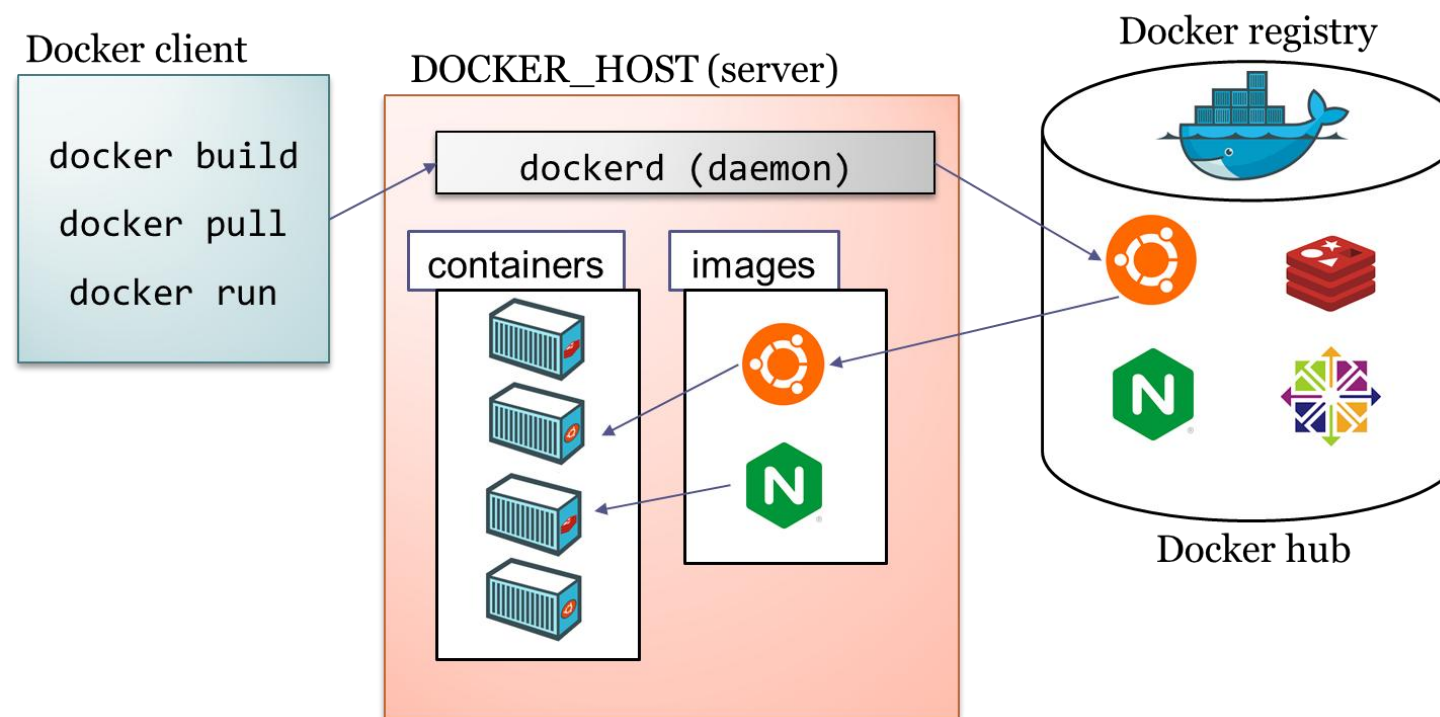 Docker client
docker build
docker pull
docker run
DOCKER_HOST (server)
dockerd (daemon)
containers
images
N
Docker registry
N
Docker hub